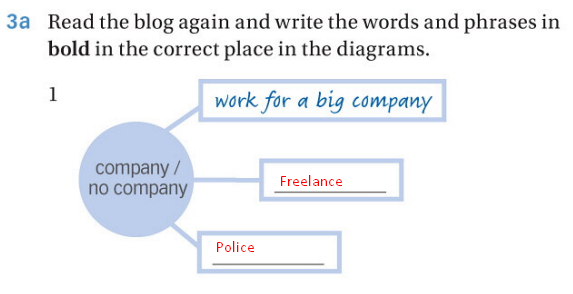 3a Read the blog again and write the words and phrases in
bold in the correct place in the diagrams.
1
work for a big company
company /
no company
Freelance
Police